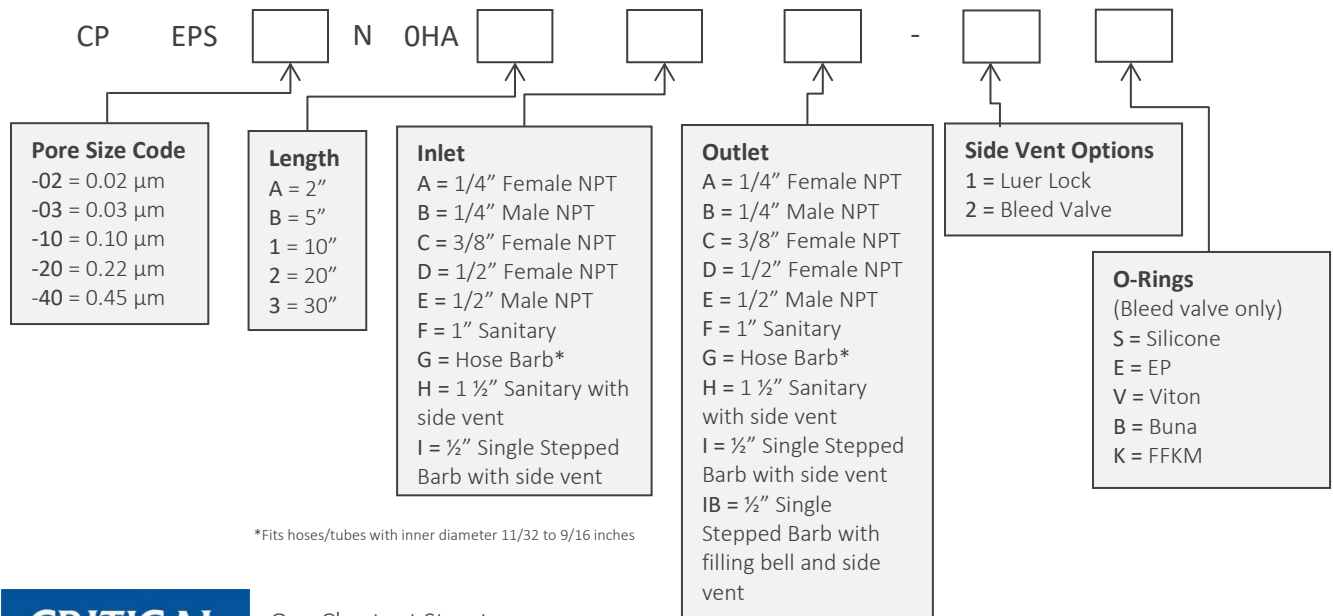 CP EPS N 0HA -
Pore Size Code
-02 = 0.02 µm
-03 = 0.03 µm
-10 = 0.10 µm
-20 = 0.22 µm
-40 = 0.45 µm
Length
A = 2”
B = 5”
1 = 10”
2 = 20”
3 = 30”
Inlet
A = 1/4” Female NPT
B = 1/4” Male NPT
C = 3/8” Female NPT
D = 1/2” Female NPT
E = 1/2” Male NPT
F = 1” Sanitary
G = Hose Barb*
H = 1 ½” Sanitary with
side vent
I = ½” Single Stepped
Barb with side vent
Outlet
A = 1/4” Female NPT
B = 1/4” Male NPT
C = 3/8” Female NPT
D = 1/2” Female NPT
E = 1/2” Male NPT
F = 1” Sanitary
G = Hose Barb*
H = 1 ½” Sanitary
with side vent
I = ½” Single Stepped
Barb with side vent
IB = ½” Single
Stepped Barb with
filling bell and side
vent
Side Vent Options
1 = Luer Lock
2 = Bleed Valve
O-Rings
(Bleed valve only)
S = Silicone
E = EP
V = Viton
B = Buna
K = FFKM
*Fits hoses/tubes with inner diameter 11/32 to 9/16 inches